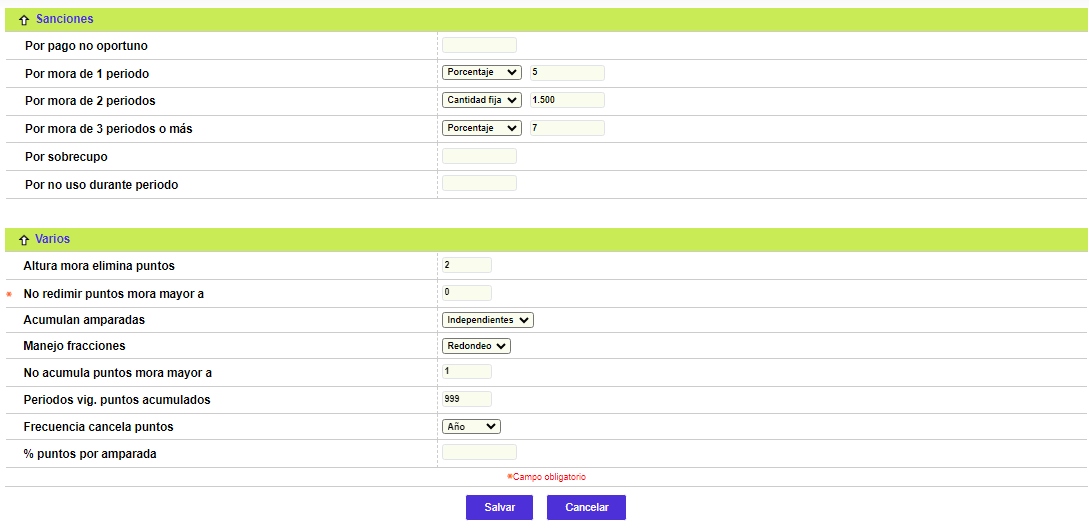 Sanciones
Por pago no oportuno
Por mora de 1 periodo Porcentaje 5
Por mora de 2 periodos Cantidad fija 1.500
Por mora de 3 periodos o más Porcentaje 7
Por sobrecupo
Por no uso durante periodo
Varios
Altura mora elimina puntos 2
* No redimir puntos mora mayor a 0
Acumulan amparadas Independientes
Manejo fracciones Redondeo
No acumula puntos mora mayor a 1
Periodos vig. puntos acumulados 999
Frecuencia cancela puntos Año
% puntos por amparada
*Campo obligatorio
Salvar Cancelar